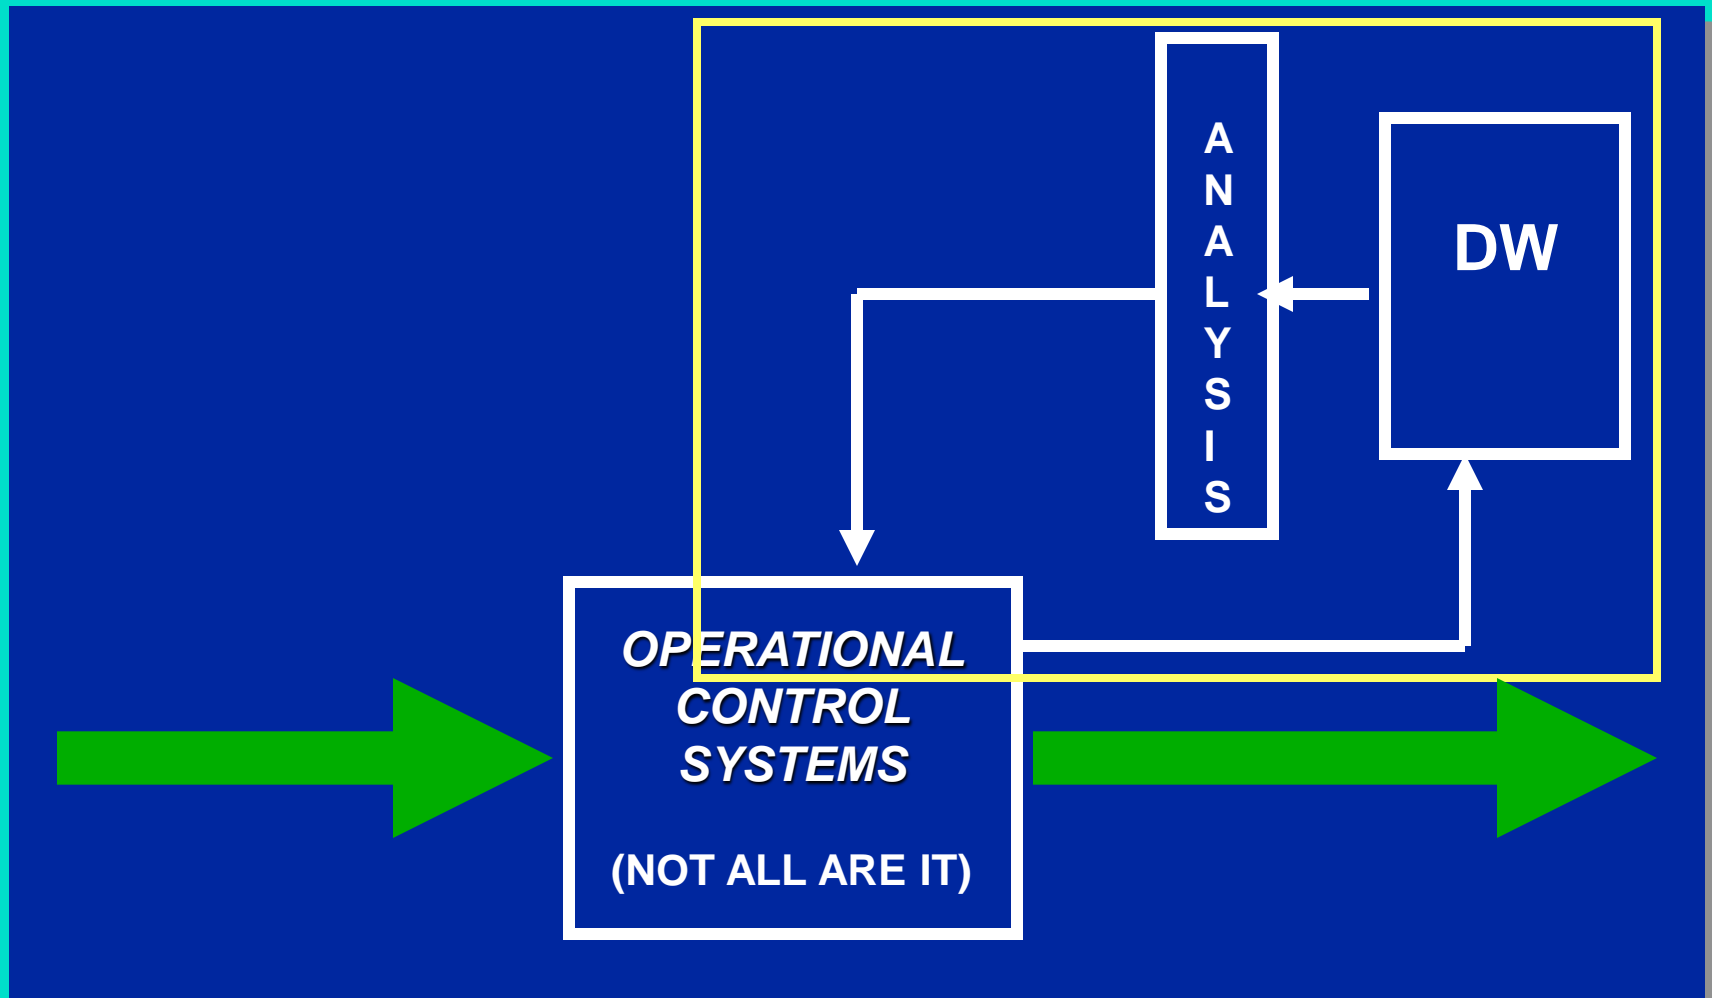 A
N
A
L
Y
S
I
S
DW
OPERATIONAL
CONTROL
SYSTEMS
(NOT ALL ARE IT)